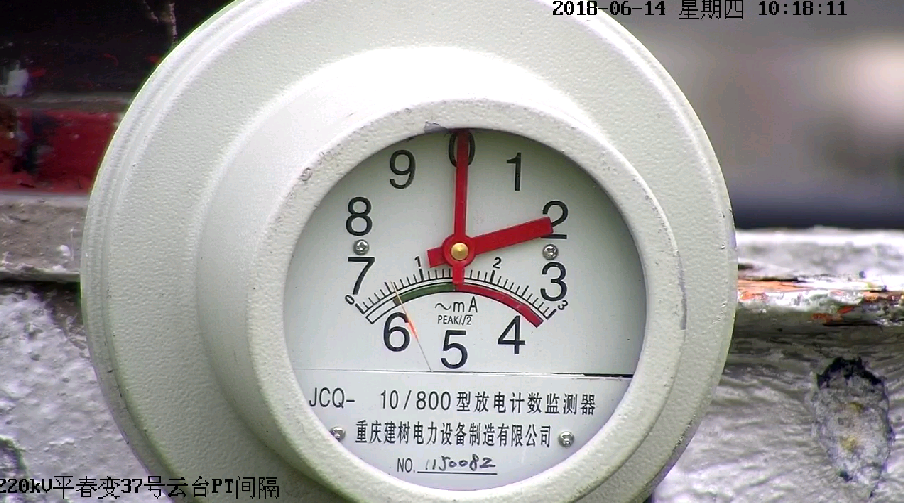 2018-06-14 星期四 10:18:11
0
9 1
8 2
7 3
6 4
5
0 1 2 3
~mA
PEAK/√2
JCQ- 10/800型放电计数监测器
重庆建树电力设备制造有限公司
NO. 1150082
220kV平春变37号云台PT间隔